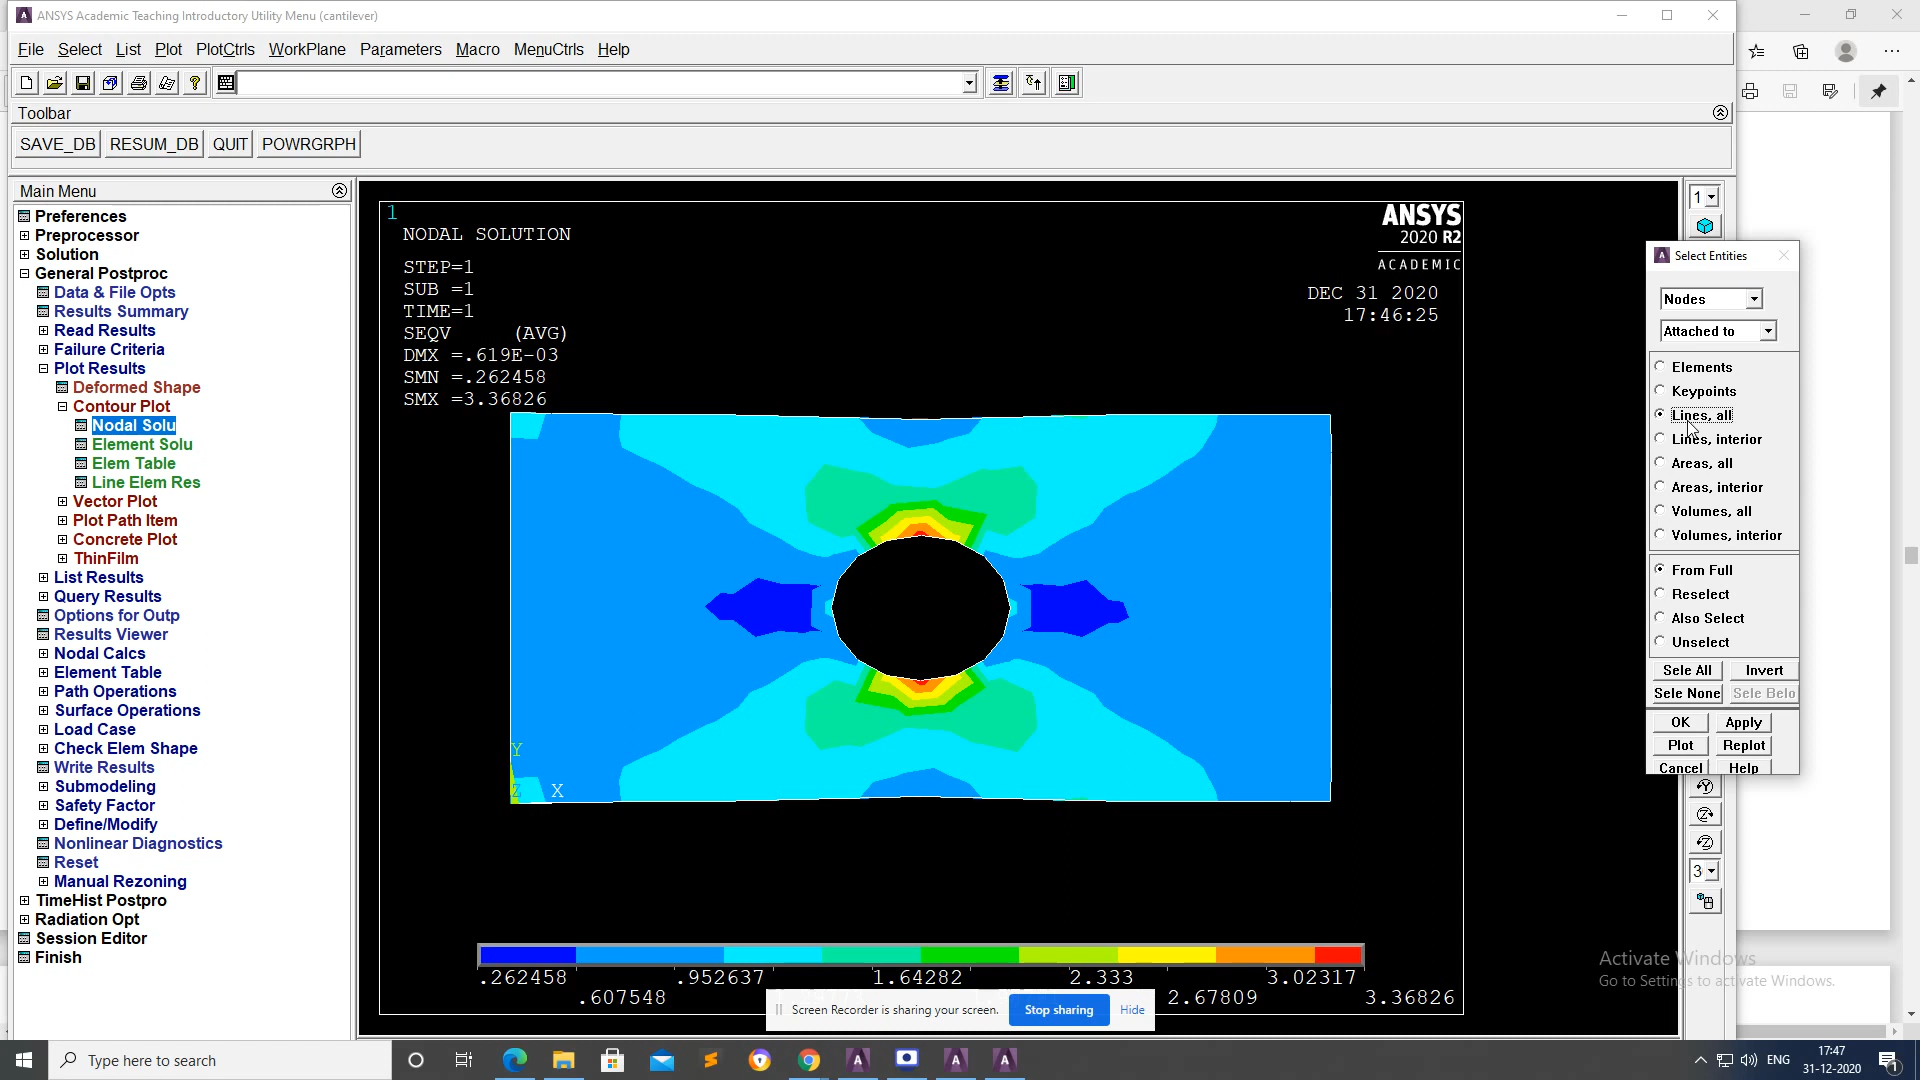 ANSYS Academic Teaching Introductory Utility Menu (cantilever)
File Select List Plot PlotCtrls WorkPlane Parameters Macro MenuCtrls Help
Toolbar
SAVE_DB RESUM_DB QUIT POWRGRPH
Main Menu
Preferences
Preprocessor
Solution
General Postproc
Data & File Opts
Results Summary
Read Results
Failure Criteria
Plot Results
Deformed Shape
Contour Plot
Nodal Solu
Element Solu
Elem Table
Line Elem Res
Vector Plot
Plot Path Item
Concrete Plot
ThinFilm
List Results
Query Results
Options for Outp
Results Viewer
Nodal Calcs
Element Table
Path Operations
Surface Operations
Load Case
Check Elem Shape
Write Results
Submodeling
Safety Factor
Define/Modify
Nonlinear Diagnostics
Reset
Manual Rezoning
TimeHist Postpro
Radiation Opt
Session Editor
Finish
1
NODAL SOLUTION
STEP=1
SUB =1
TIME=1
SEQV (AVG)
DMX =.619E-03
SMN =.262458
SMX =3.36826
ANSYS
2020 R2
ACADEMIC
DEC 31 2020
17:46:25
Y
Z X
.262458 .952637 1.64282 2.333 3.02317
.607548 2.67809 3.36826
1
Select Entities
Nodes
Attached to
Elements
Keypoints
Lines, all
Lines, interior
Areas, all
Areas, interior
Volumes, all
Volumes, interior
From Full
Reselect
Also Select
Unselect
Sele All Invert
Sele None Sele Belo
OK Apply
Plot Replot
Cancel Help
3
Activate Windows
Go to Settings to activate Windows.
Screen Recorder is sharing your screen. Stop sharing Hide
Type here to search
ENG
17:47
31-12-2020
1